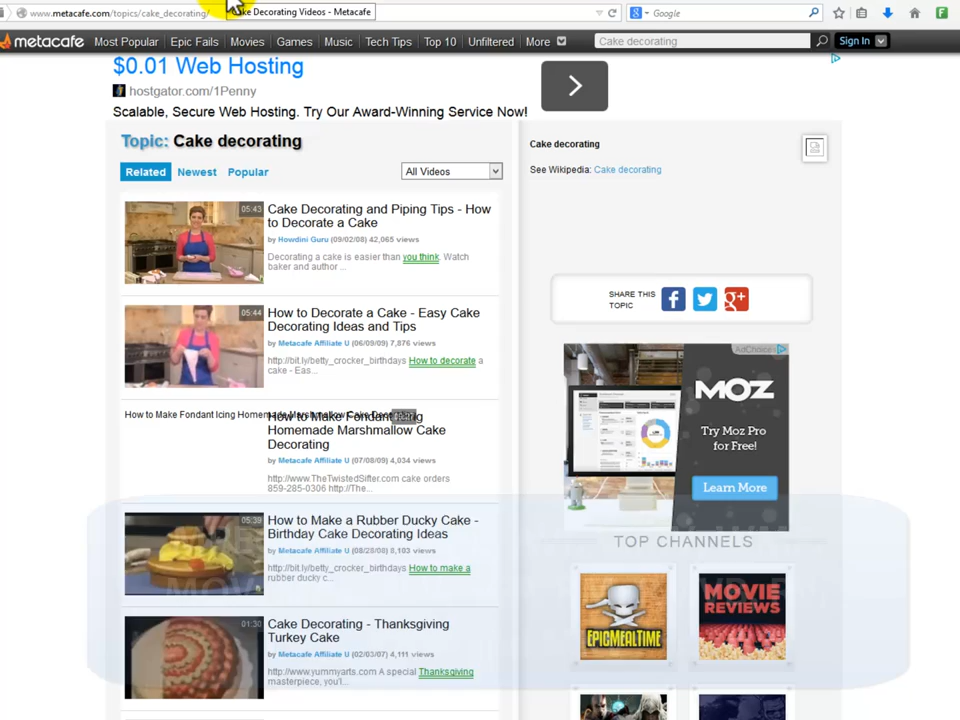 www.metacafe.com/topics/cake_decorating/
ke Decorating Videos - Metacafe
Google
metacafe
Most Popular
Epic Fails
Movies
Games
Music
Tech Tips
Top 10
Unfiltered
More
Cake decorating
Sign In
$0.01 Web Hosting
hostgator.com/1Penny
Scalable, Secure Web Hosting. Try Our Award-Winning Service Now!
Topic: Cake decorating
Related
Newest
Popular
All Videos
05:43
Cake Decorating and Piping Tips - How
to Decorate a Cake
by Howdini Guru (09/02/08) 42,065 views
Decorating a cake is easier than you think. Watch
baker and author ...
05:44
How to Decorate a Cake - Easy Cake
Decorating Ideas and Tips
by Metacafe Affiliate U (06/09/09) 7,876 views
http://bit.ly/betty_crocker_birthdays How to decorate a
cake - Eas...
How to Make Fondant Icing
Homemade Marshmallow Cake
Decorating
by Metacafe Affiliate U (07/08/09) 4,034 views
http://www.TheTwistedSifter.com cake orders
859-285-0306 http://The...
05:39
How to Make a Rubber Ducky Cake -
Birthday Cake Decorating Ideas
by Metacafe Affiliate U (08/28/08) 8,103 views
http://bit.ly/betty_crocker_birthdays How to make a
rubber ducky c...
01:30
Cake Decorating - Thanksgiving
Turkey Cake
by Metacafe Affiliate U (02/03/07) 4,111 views
http://www.yummyarts.com A special Thanksgiving
masterpiece, you'l...
Cake decorating
See Wikipedia: Cake decorating
SHARE THIS
TOPIC
AdChoices
MOZ
Try Moz Pro
for Free!
Learn More
TOP CHANNELS
EPICMEALTIME
MOVIE
REVIEWS